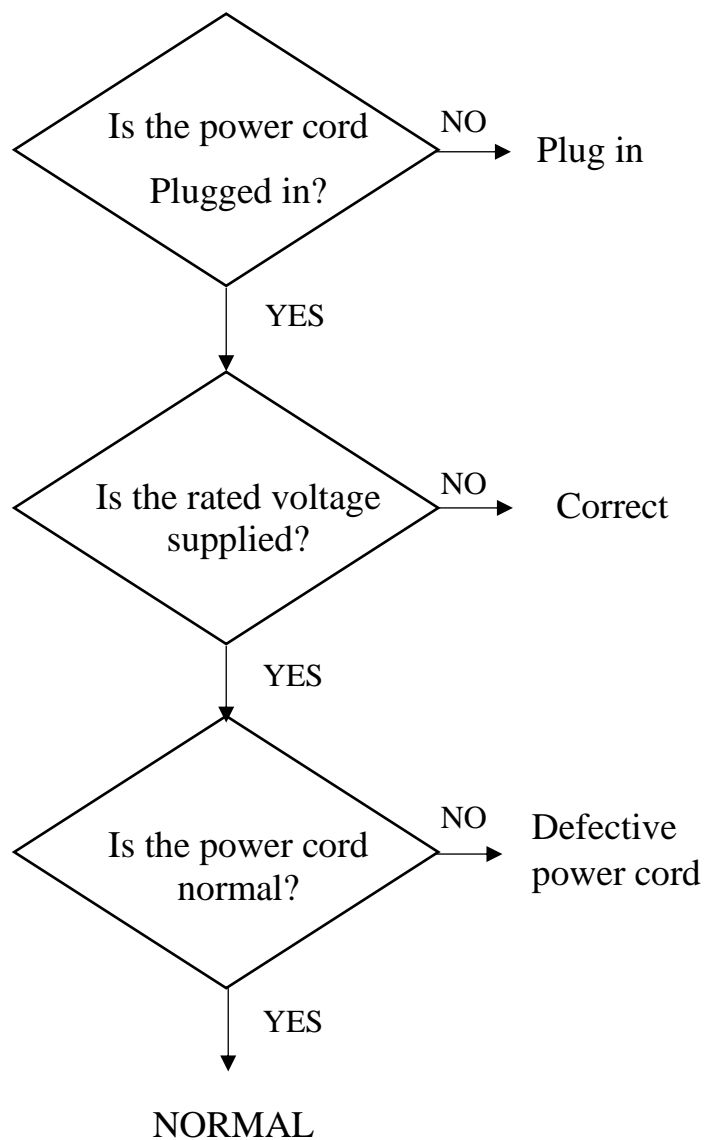 Is the power cord
Plugged in?
NO
Plug in
YES
Is the rated voltage
supplied?
NO
Correct
YES
Is the power cord
normal?
NO
Defective
power cord
YES
NORMAL